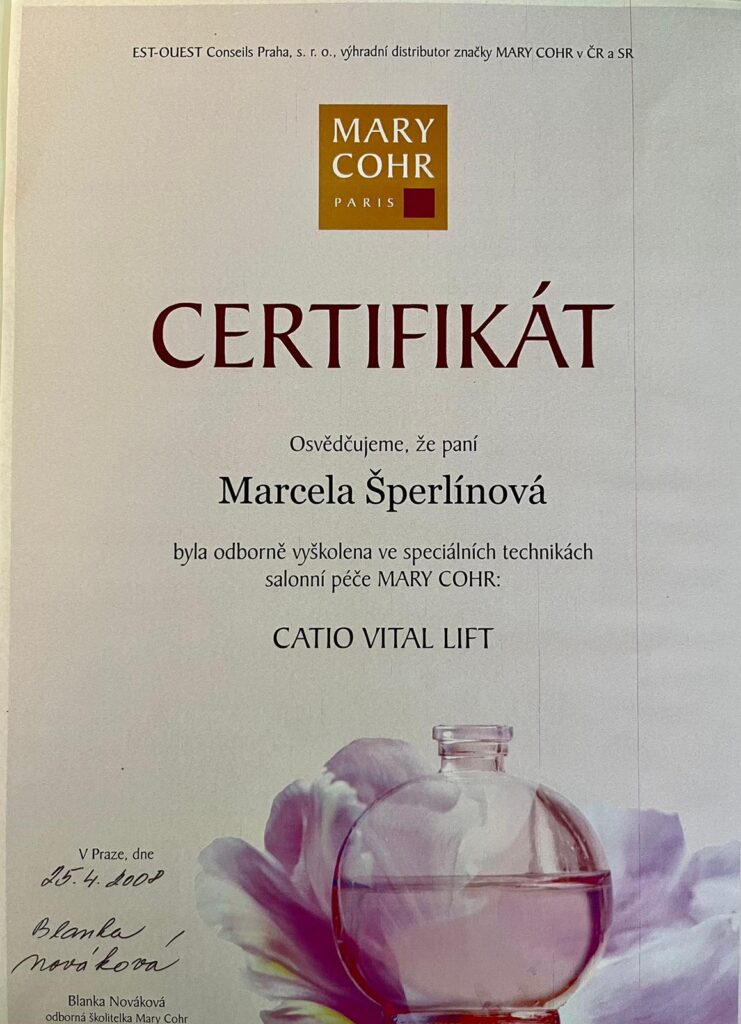 EST-OUEST Conseils Praha, s. r. o., výhradní distributor značky MARY COHR v ČR a SR
MARY
COHR
PARIS
CERTIFIKÁT
Osvědčujeme, že paní
Marcela Šperlínová
byla odborně vyškolena ve speciálních technikách
salonní péče MARY COHR:
CATIO VITAL LIFT
V Praze, dne
25. 4. 2008
Blanka
Nováková
Blanka Nováková
odborná školitelka Mary Cohr